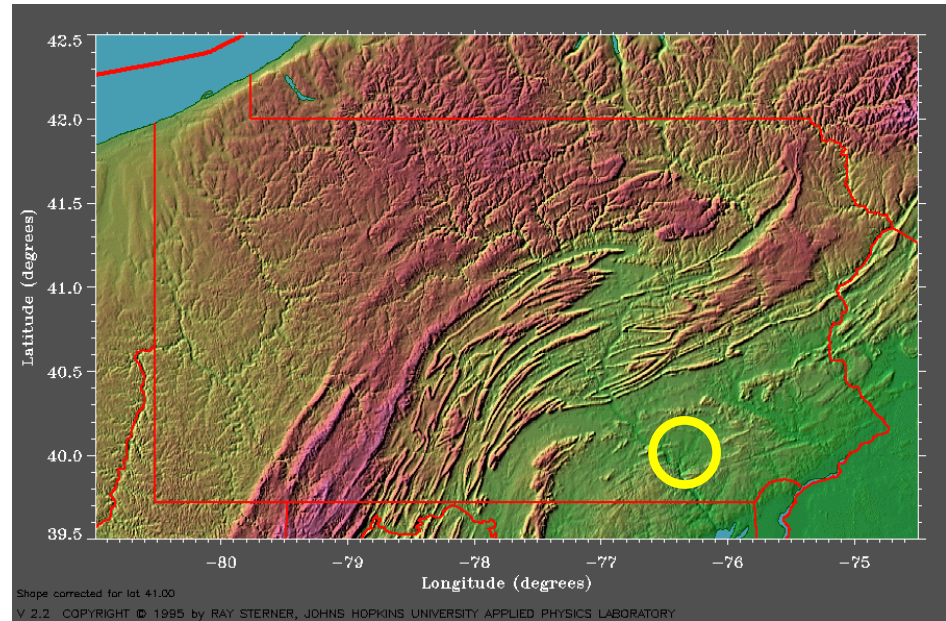 42.5
42.0
41.5
41.0
40.5
40.0
39.5
Latitude (degrees)
−80 −79 −78 −77 −76 −75
Longitude (degrees)
Shape corrected for lat 41.00
V 2.2 COPYRIGHT © 1995 by RAY STERNER, JOHNS HOPKINS UNIVERSITY APPLIED PHYSICS LABORATORY